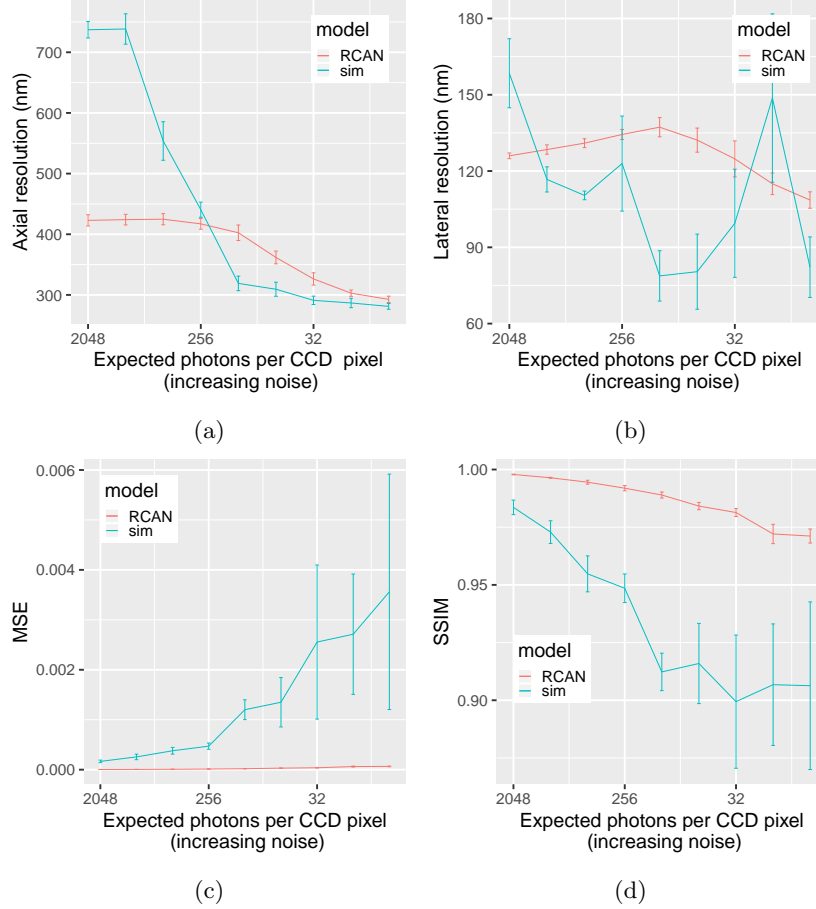 700
600
500
400
300
Axial resolution (nm)
model
RCAN
sim
2048
256
32
Expected photons per CCD pixel
(increasing noise)
(a)
180
150
120
90
60
Lateral resolution (nm)
model
RCAN
sim
2048
256
32
Expected photons per CCD pixel
(increasing noise)
(b)
0.006
0.004
0.002
0.000
MSE
model
RCAN
sim
2048
256
32
Expected photons per CCD pixel
(increasing noise)
(c)
1.00
0.95
0.90
SSIM
model
RCAN
sim
2048
256
32
Expected photons per CCD pixel
(increasing noise)
(d)